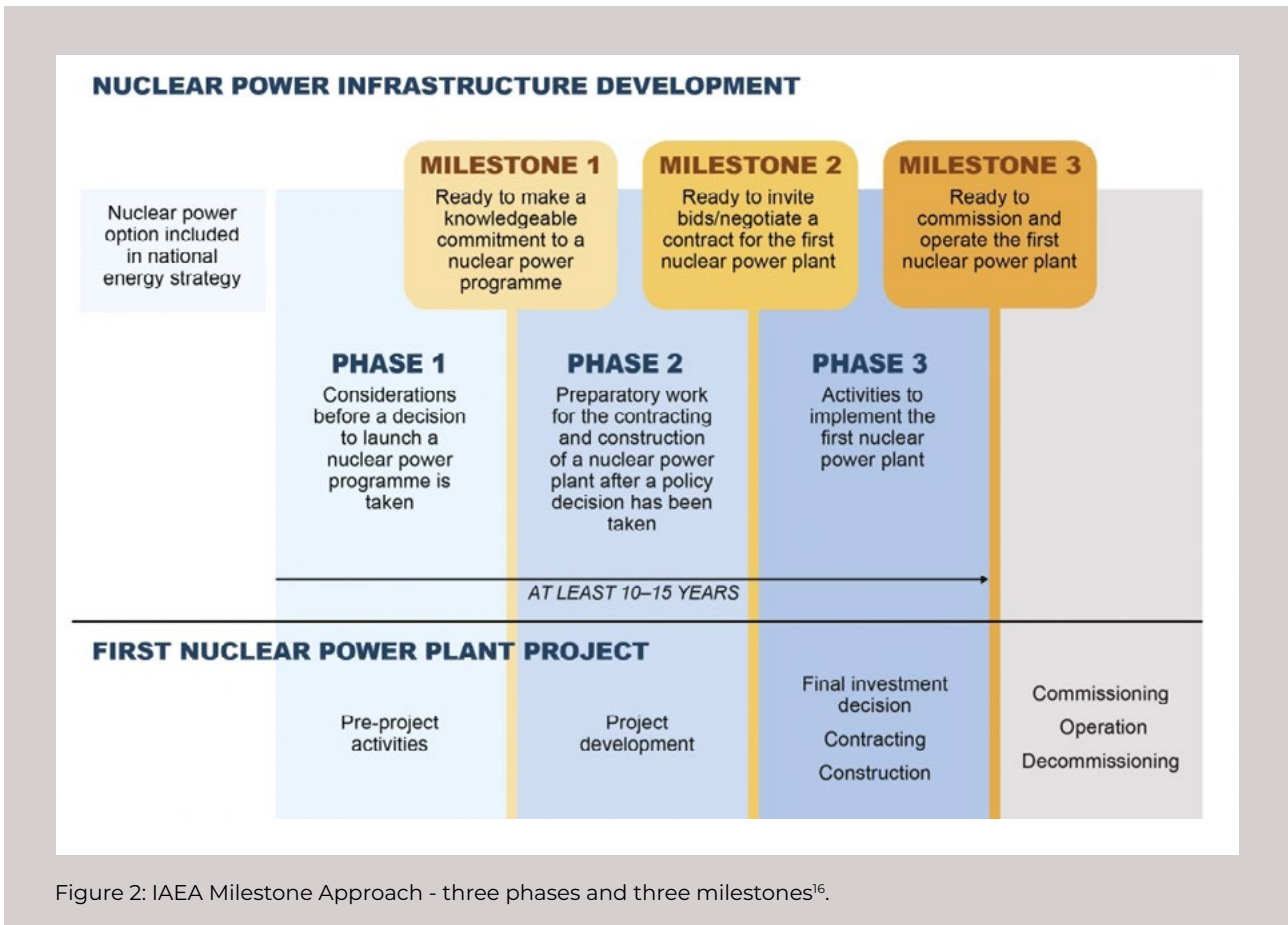 NUCLEAR POWER INFRASTRUCTURE DEVELOPMENT
Nuclear power
option included
in national
energy strategy
MILESTONE 1
Ready to make a
knowledgeable
commitment to a
nuclear power
programme
MILESTONE 2
Ready to invite
bids/negotiate a
contract for the first
nuclear power plant
MILESTONE 3
Ready to
commission and
operate the first
nuclear power plant
PHASE 1
Considerations
before a decision
to launch a
nuclear power
programme is
taken
PHASE 2
Preparatory work
for the contracting
and construction
of a nuclear power
plant after a policy
decision has been
taken
PHASE 3
Activities to
implement the
first nuclear
power plant
AT LEAST 10–15 YEARS
FIRST NUCLEAR POWER PLANT PROJECT
Pre-project
activities
Project
development
Final investment
decision
Contracting
Construction
Commissioning
Operation
Decommissioning
Figure 2: IAEA Milestone Approach - three phases and three milestones¹⁶.